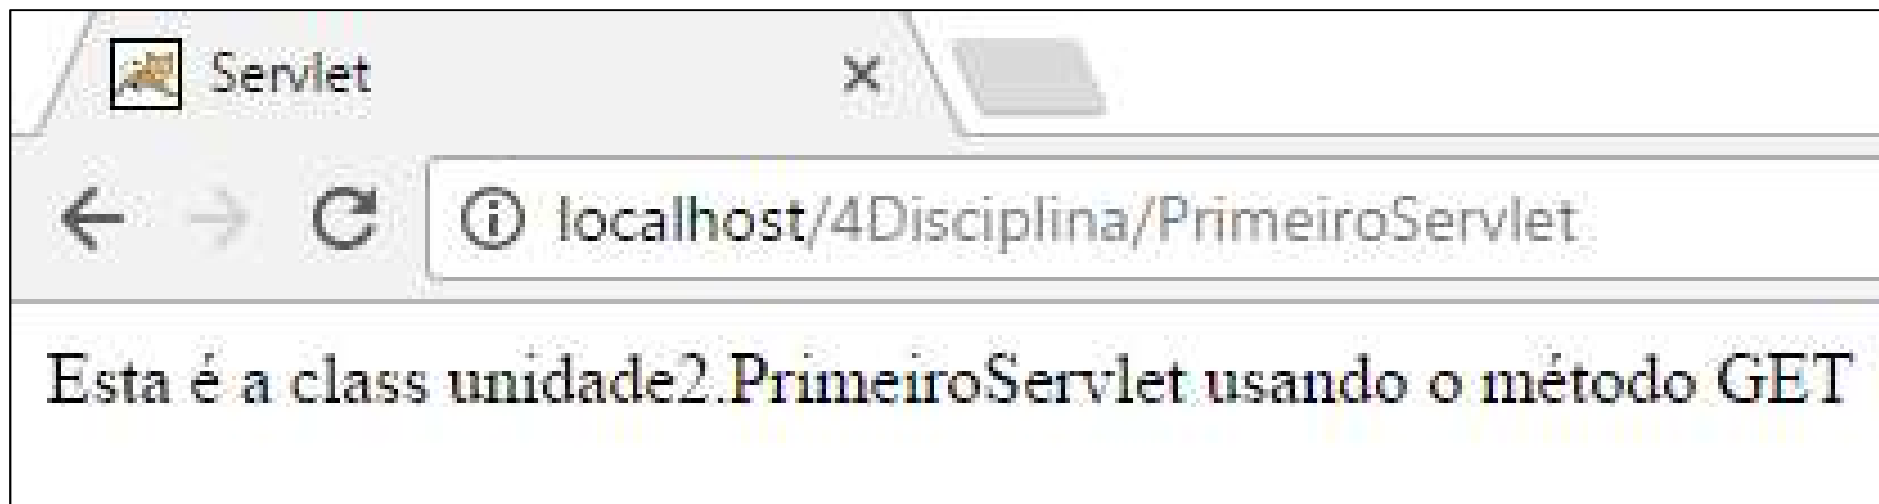 Servlet
localhost/4Disciplina/PrimeiroServlet
Esta é a class unidade2.PrimeiroServlet usando o método GET